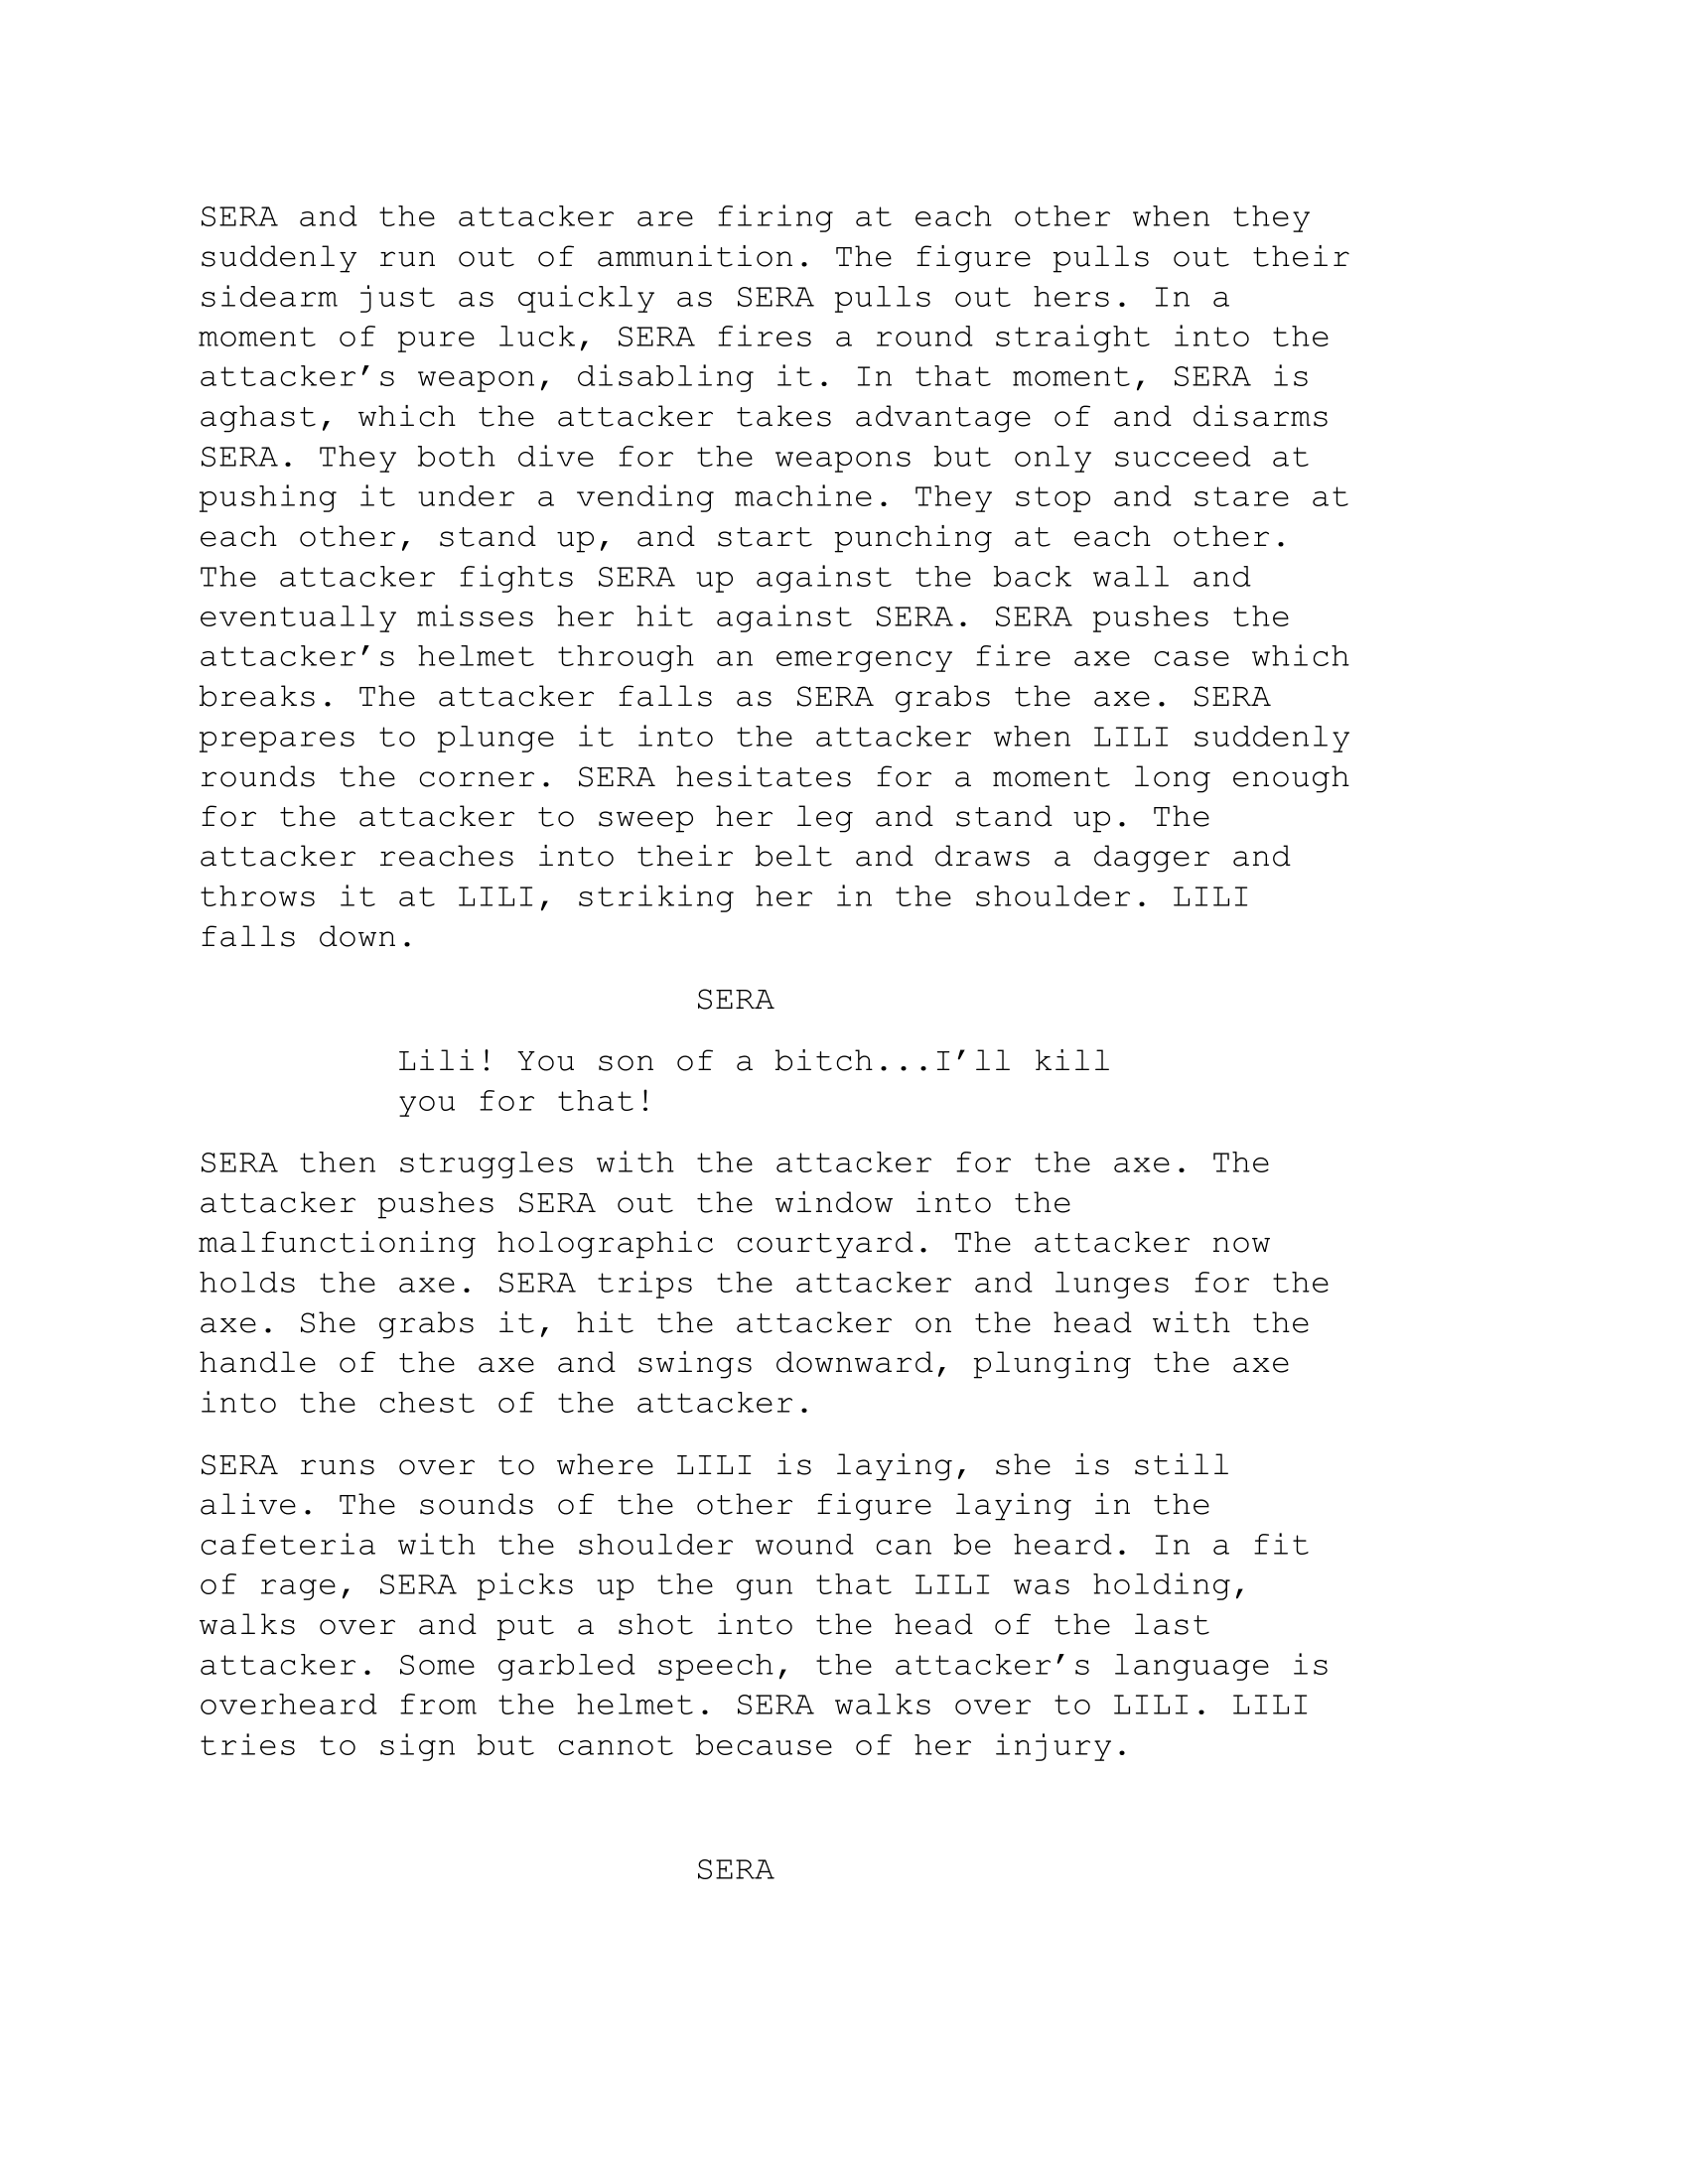 SERA and the attacker are firing at each other when they
suddenly run out of ammunition. The figure pulls out their
sidearm just as quickly as SERA pulls out hers. In a
moment of pure luck, SERA fires a round straight into the
attacker’s weapon, disabling it. In that moment, SERA is
aghast, which the attacker takes advantage of and disarms
SERA. They both dive for the weapons but only succeed at
pushing it under a vending machine. They stop and stare at
each other, stand up, and start punching at each other.
The attacker fights SERA up against the back wall and
eventually misses her hit against SERA. SERA pushes the
attacker’s helmet through an emergency fire axe case which
breaks. The attacker falls as SERA grabs the axe. SERA
prepares to plunge it into the attacker when LILI suddenly
rounds the corner. SERA hesitates for a moment long enough
for the attacker to sweep her leg and stand up. The
attacker reaches into their belt and draws a dagger and
throws it at LILI, striking her in the shoulder. LILI
falls down.
SERA
Lili! You son of a bitch...I’ll kill
you for that!
SERA then struggles with the attacker for the axe. The
attacker pushes SERA out the window into the
malfunctioning holographic courtyard. The attacker now
holds the axe. SERA trips the attacker and lunges for the
axe. She grabs it, hit the attacker on the head with the
handle of the axe and swings downward, plunging the axe
into the chest of the attacker.
SERA runs over to where LILI is laying, she is still
alive. The sounds of the other figure laying in the
cafeteria with the shoulder wound can be heard. In a fit
of rage, SERA picks up the gun that LILI was holding,
walks over and put a shot into the head of the last
attacker. Some garbled speech, the attacker’s language is
overheard from the helmet. SERA walks over to LILI. LILI
tries to sign but cannot because of her injury.
SERA